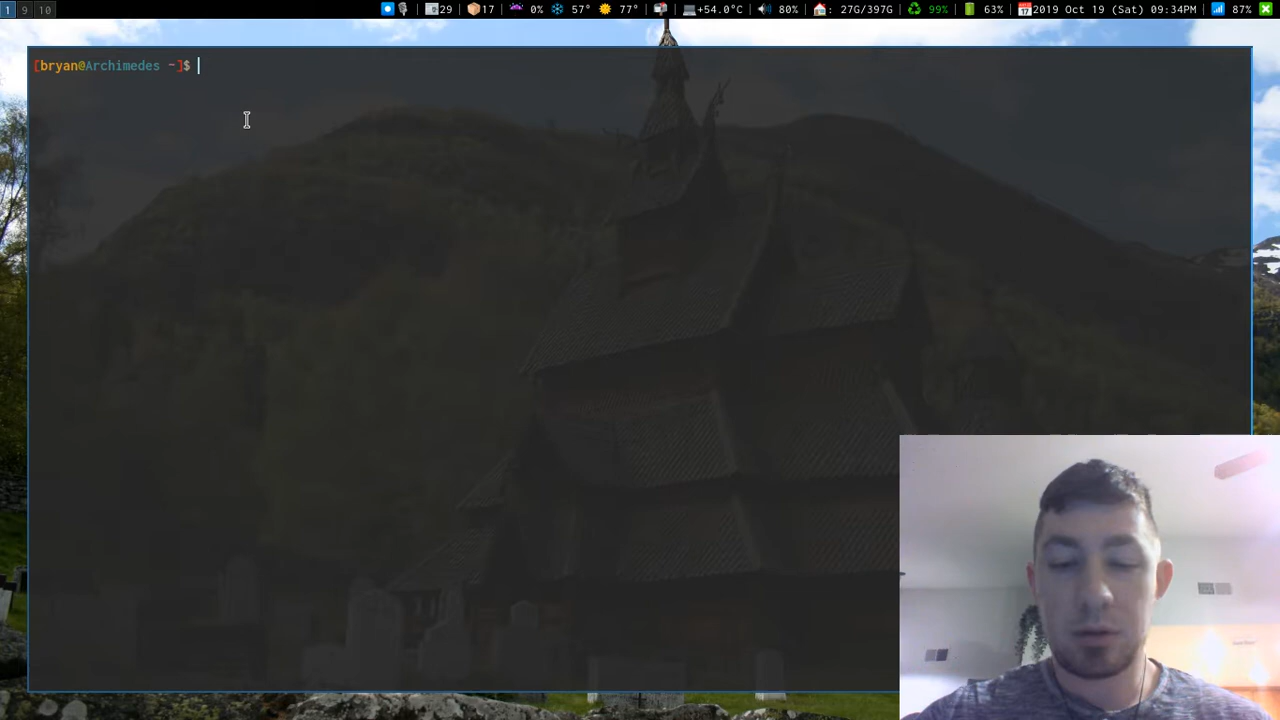 1 9 10 29 | 17 | 0% | 57° 77° | +54.0°C | 80% | : 27G/397G | 99% | 63% | 2019 Oct 19 (Sat) 09:34PM | 87%
[bryan@Archimedes ~]$